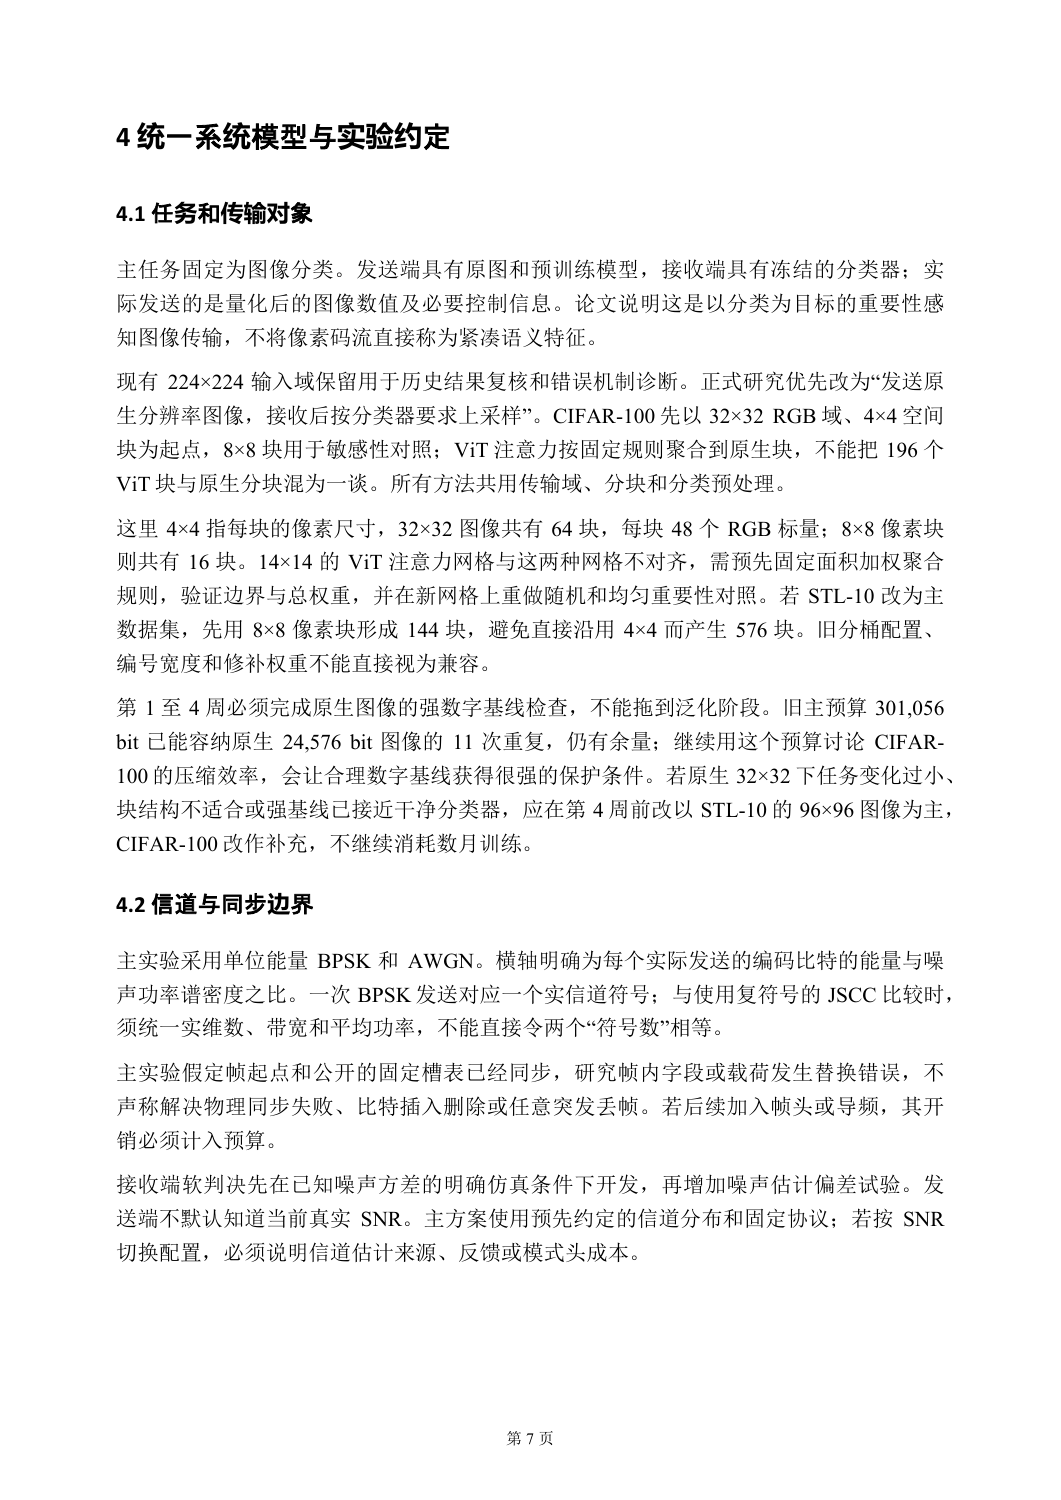 4 统一系统模型与实验约定
4.1 任务和传输对象
主任务固定为图像分类。发送端具有原图和预训练模型，接收端具有冻结的分类器；实
际发送的是量化后的图像数值及必要控制信息。论文说明这是以分类为目标的重要性感
知图像传输，不将像素码流直接称为紧凑语义特征。
现有 224×224 输入域保留用于历史结果复核和错误机制诊断。正式研究优先改为“发送原
生分辨率图像，接收后按分类器要求上采样”。CIFAR-100 先以 32×32 RGB 域、4×4 空间
块为起点，8×8 块用于敏感性对照；ViT 注意力按固定规则聚合到原生块，不能把 196 个
ViT 块与原生分块混为一谈。所有方法共用传输域、分块和分类预处理。
这里 4×4 指每块的像素尺寸，32×32 图像共有 64 块，每块 48 个 RGB 标量；8×8 像素块
则共有 16 块。14×14 的 ViT 注意力网格与这两种网格不对齐，需预先固定面积加权聚合
规则，验证边界与总权重，并在新网格上重做随机和均匀重要性对照。若 STL-10 改为主
数据集，先用 8×8 像素块形成 144 块，避免直接沿用 4×4 而产生 576 块。旧分桶配置、
编号宽度和修补权重不能直接视为兼容。
第 1 至 4 周必须完成原生图像的强数字基线检查，不能拖到泛化阶段。旧主预算 301,056
bit 已能容纳原生 24,576 bit 图像的 11 次重复，仍有余量；继续用这个预算讨论 CIFAR-
100 的压缩效率，会让合理数字基线获得很强的保护条件。若原生 32×32 下任务变化过小、
块结构不适合或强基线已接近干净分类器，应在第 4 周前改以 STL-10 的 96×96 图像为主，
CIFAR-100 改作补充，不继续消耗数月训练。
4.2 信道与同步边界
主实验采用单位能量 BPSK 和 AWGN。横轴明确为每个实际发送的编码比特的能量与噪
声功率谱密度之比。一次 BPSK 发送对应一个实信道符号；与使用复符号的 JSCC 比较时，
须统一实维数、带宽和平均功率，不能直接令两个“符号数”相等。
主实验假定帧起点和公开的固定槽表已经同步，研究帧内字段或载荷发生替换错误，不
声称解决物理同步失败、比特插入删除或任意突发丢帧。若后续加入帧头或导频，其开
销必须计入预算。
接收端软判决先在已知噪声方差的明确仿真条件下开发，再增加噪声估计偏差试验。发
送端不默认知道当前真实 SNR。主方案使用预先约定的信道分布和固定协议；若按 SNR
切换配置，必须说明信道估计来源、反馈或模式头成本。
第 7 页